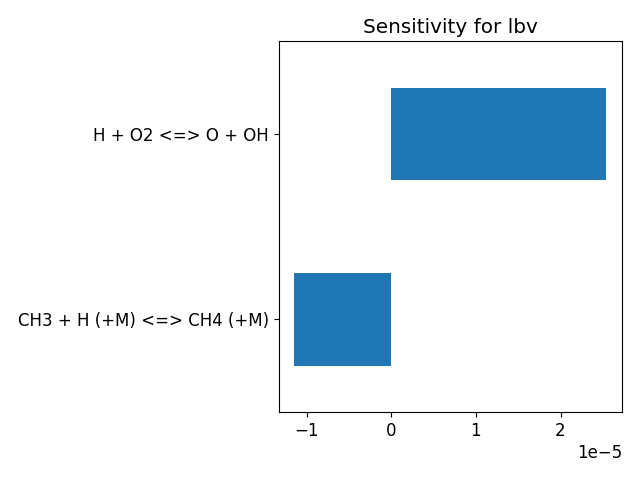 Sensitivity for lbv
H + O2 <=> O + OH
CH3 + H (+M) <=> CH4 (+M)
−1 0 1 2
1e−5